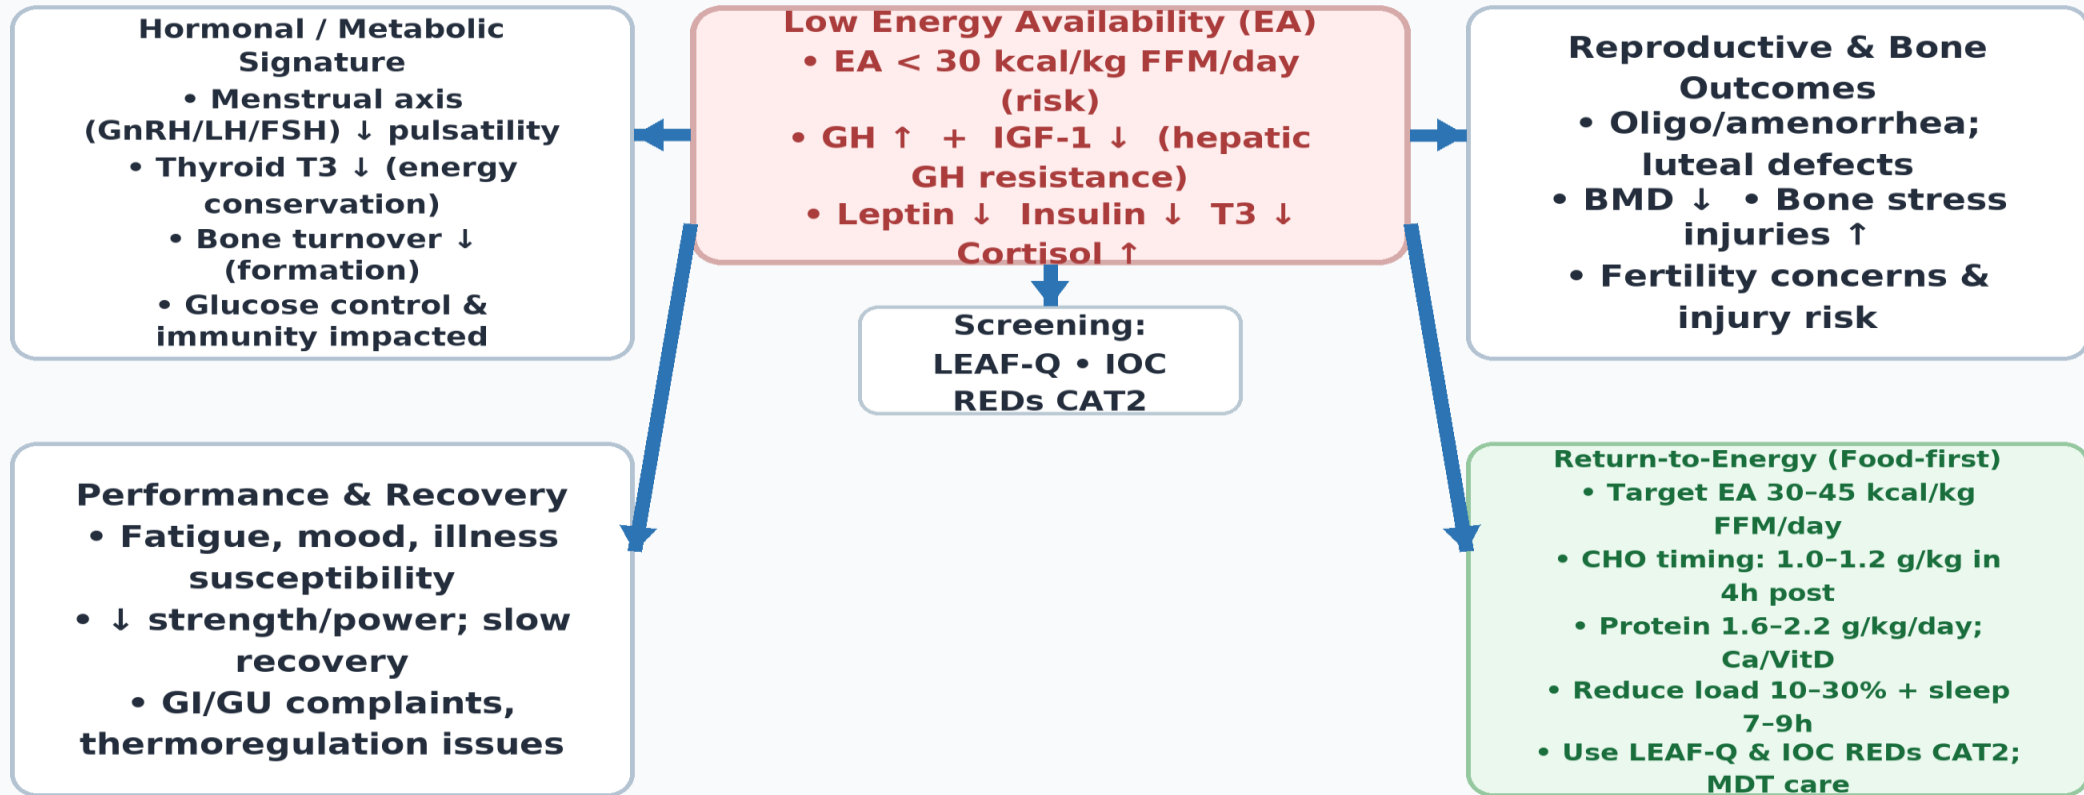 Hormonal / Metabolic
Signature
• Menstrual axis
(GnRH/LH/FSH) ↓ pulsatility
• Thyroid T3 ↓ (energy
conservation)
• Bone turnover ↓
(formation)
• Glucose control &
immunity impacted
Low Energy Availability (EA)
• EA < 30 kcal/kg FFM/day
(risk)
• GH ↑ + IGF-1 ↓ (hepatic
GH resistance)
• Leptin ↓ Insulin ↓ T3 ↓
Cortisol ↑
Reproductive & Bone
Outcomes
• Oligo/amenorrhea;
luteal defects
• BMD ↓ • Bone stress
injuries ↑
• Fertility concerns &
injury risk
Screening:
LEAF-Q • IOC
REDs CAT2
Performance & Recovery
• Fatigue, mood, illness
susceptibility
• ↓ strength/power; slow
recovery
• GI/GU complaints,
thermoregulation issues
Return-to-Energy (Food-first)
• Target EA 30–45 kcal/kg
FFM/day
• CHO timing: 1.0–1.2 g/kg in
4h post
• Protein 1.6–2.2 g/kg/day;
Ca/VitD
• Reduce load 10–30% + sleep
7–9h
• Use LEAF-Q & IOC REDs CAT2;
MDT care